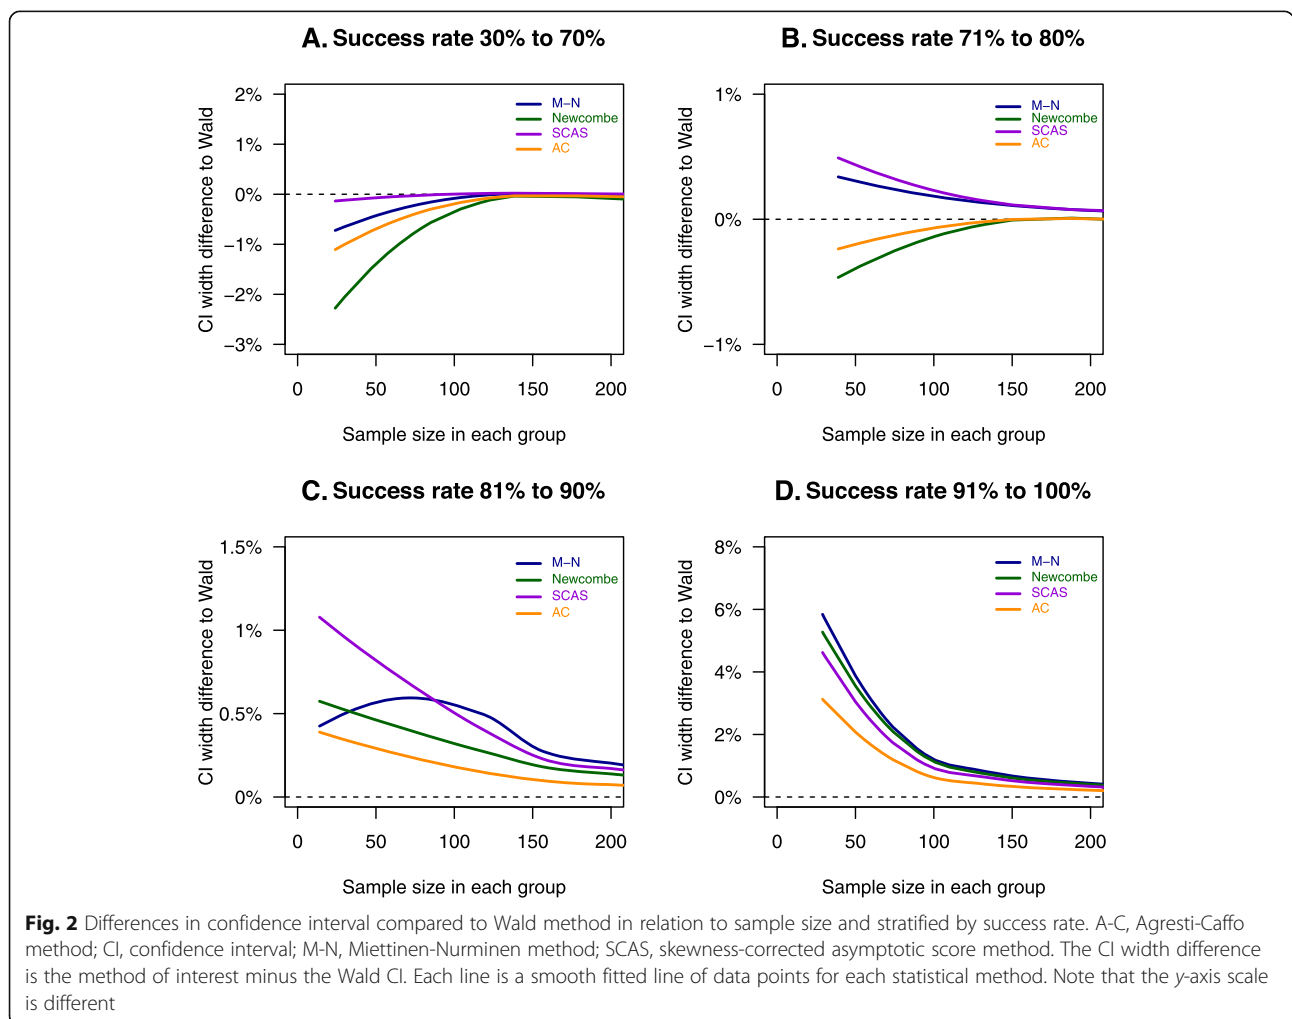 A. Success rate 30% to 70%
CI width difference to Wald
2%
1%
0%
−1%
−2%
−3%
M−N
Newcombe
SCAS
AC
0 50 100 150 200
Sample size in each group
B. Success rate 71% to 80%
CI width difference to Wald
1%
0%
−1%
M−N
Newcombe
SCAS
AC
0 50 100 150 200
Sample size in each group
C. Success rate 81% to 90%
CI width difference to Wald
1.5%
1%
0.5%
0%
M−N
Newcombe
SCAS
AC
0 50 100 150 200
Sample size in each group
D. Success rate 91% to 100%
CI width difference to Wald
8%
6%
4%
2%
0%
M−N
Newcombe
SCAS
AC
0 50 100 150 200
Sample size in each group
Fig. 2 Differences in confidence interval compared to Wald method in relation to sample size and stratified by success rate. A-C, Agresti-Caffo
method; CI, confidence interval; M-N, Miettinen-Nurminen method; SCAS, skewness-corrected asymptotic score method. The CI width difference
is the method of interest minus the Wald CI. Each line is a smooth fitted line of data points for each statistical method. Note that the y-axis scale
is different